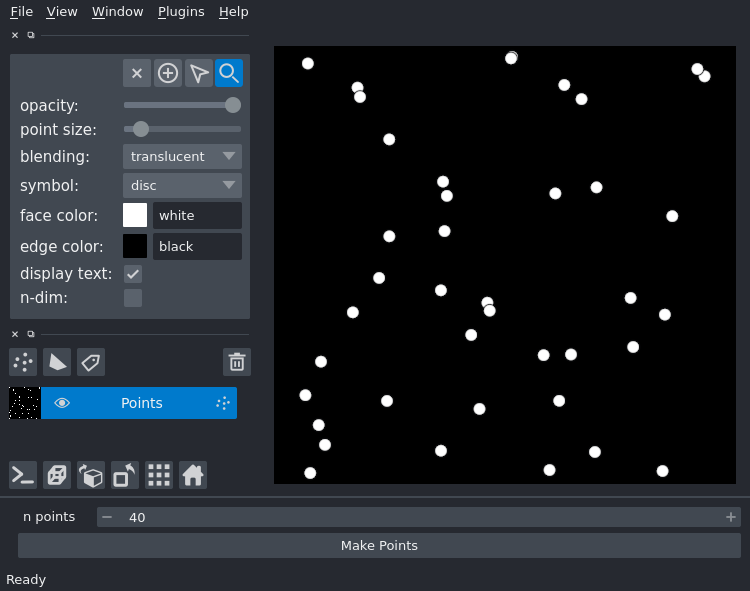 File View Window Plugins Help
opacity:
point size:
blending: translucent
symbol: disc
face color: white
edge color: black
display text:
n-dim:
Points
n points 40
Make Points
Ready